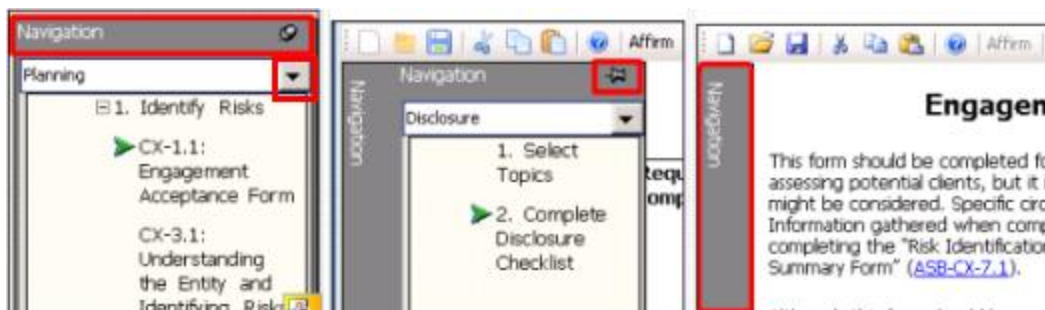 Navigation
Planning
1. Identify Risks
CX-1.1:
Engagement
Acceptance Form
CX-3.1:
Understanding
the Entity and
Identifying Risks
Affirm
Navigation
Navigation
Disclosure
1. Select
Topics
2. Complete
Disclosure
Checklist
Affirm
Navigation
Engagem
This form should be completed fo
assessing potential clients, but it i
might be considered. Specific circ
Information gathered when comp
completing the "Risk Identification
Summary Form" (ASB-CX-7.1).